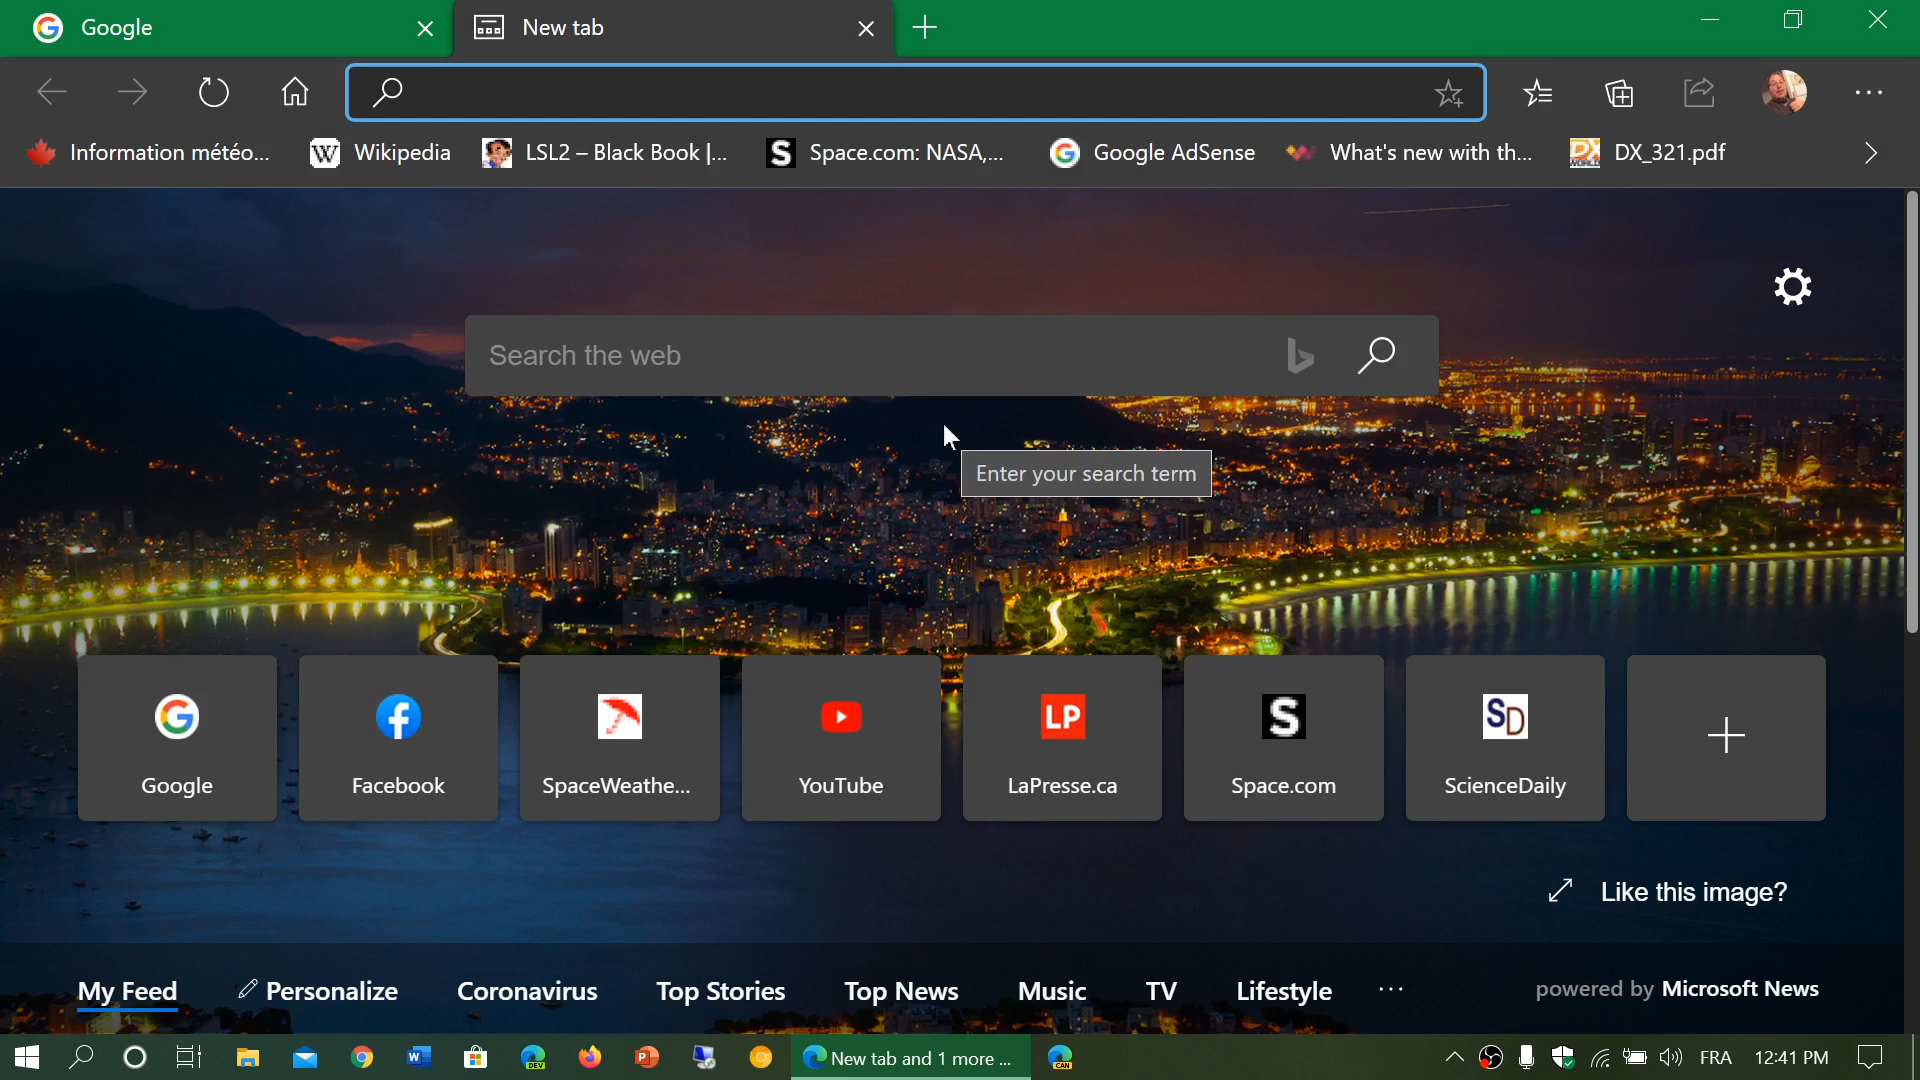 Google
New tab
Information météo...
Wikipedia
LSL2 – Black Book |...
Space.com: NASA,...
Google AdSense
What's new with th...
DX_321.pdf
Search the web
Enter your search term
Google
Facebook
SpaceWeathe...
YouTube
LaPresse.ca
Space.com
ScienceDaily
Like this image?
My Feed
Personalize
Coronavirus
Top Stories
Top News
Music
TV
Lifestyle
powered by Microsoft News
New tab and 1 more ...
FRA
12:41 PM